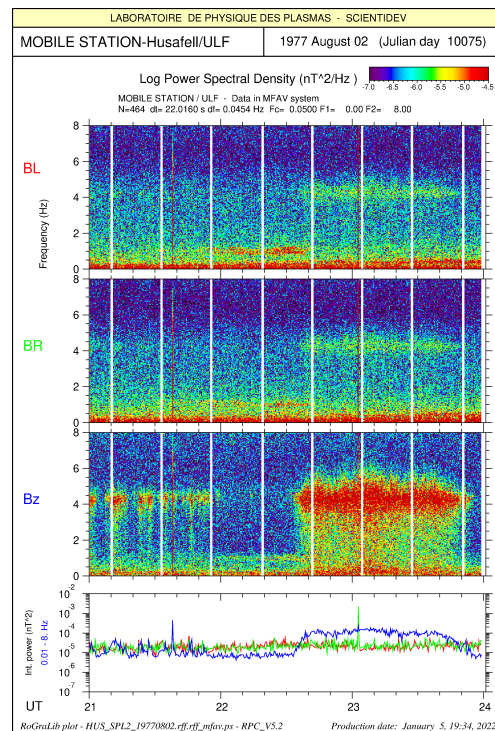 LABORATOIRE DE PHYSIQUE DES PLASMAS - SCIENTIDEV
MOBILE STATION-Husafell/ULF
1977 August 02 (Julian day 10075)
Log Power Spectral Density (nT^2/Hz )
-7.0 -6.5 -6.0 -5.5 -5.0 -4.5
MOBILE STATION / ULF - Data in MFAV system
N=464 dt= 22.0160 s df= 0.0454 Hz Fc= 0.0500 F1= 0.00 F2= 8.00
8
6
4
2
0
BL
Frequency (Hz)
8
6
4
2
0
BR
8
6
4
2
0
Bz
10^-2
10^-3
10^-4
10^-5
10^-6
10^-7
Int. power (nT^2)
0.01 - 8. Hz
21 22 23 24
UT
RoGraLib plot - HUS_SPL2_19770802.rff.rff_mfav.ps - RPC_V5.2
Production date: January 5, 19:34, 2022